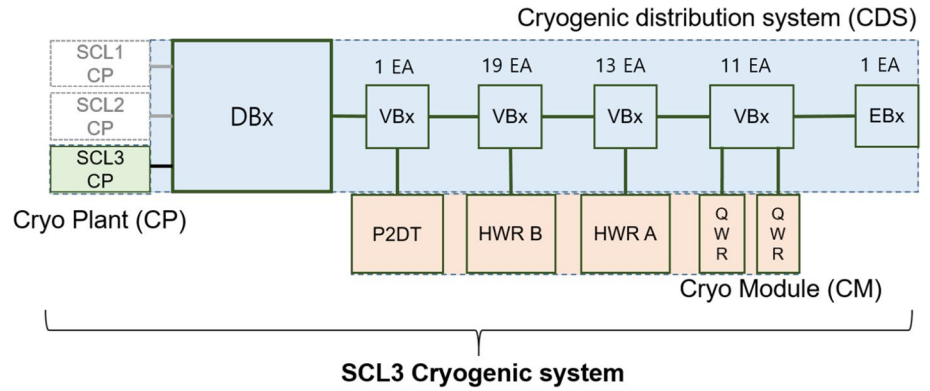 Cryogenic distribution system (CDS)
SCL1
CP
SCL2
CP
SCL3
CP
Cryo Plant (CP)
DBx
1 EA
19 EA
13 EA
11 EA
1 EA
VBx
VBx
VBx
VBx
EBx
P2DT
HWR B
HWR A
Q
W
R
Q
W
R
Cryo Module (CM)
SCL3 Cryogenic system